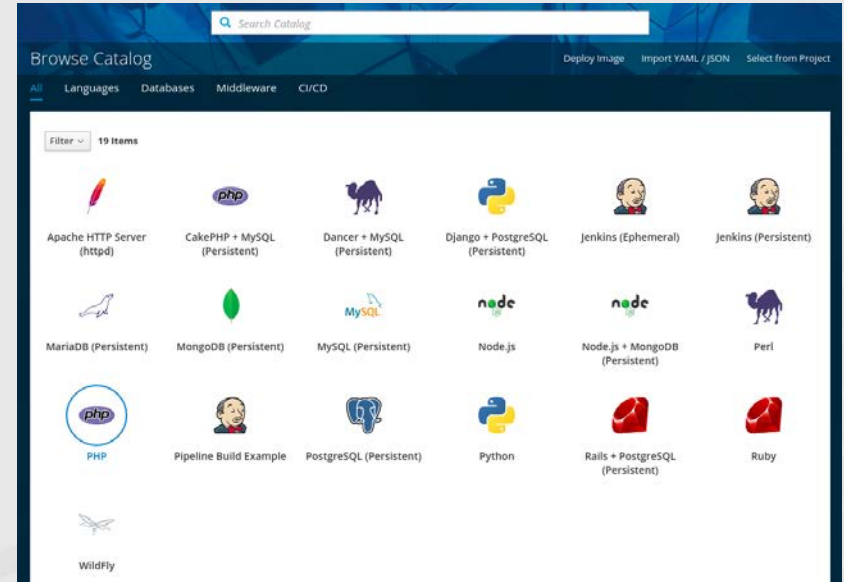 Search Catalog
Browse Catalog
Deploy Image Import YAML / JSON Select from Project
All Languages Databases Middleware CI/CD
Filter 19 Items
php
Apache HTTP Server CakePHP + MySQL Dancer + MySQL Django + PostgreSQL Jenkins (Ephemeral) Jenkins (Persistent)
(httpd) (Persistent) (Persistent) (Persistent)
MySQL node node
MariaDB (Persistent) MongoDB (Persistent) MySQL (Persistent) Node.js Node.js + MongoDB Perl
(Persistent)
php
PHP Pipeline Build Example PostgreSQL (Persistent) Python Rails + PostgreSQL Ruby
(Persistent)
WildFly